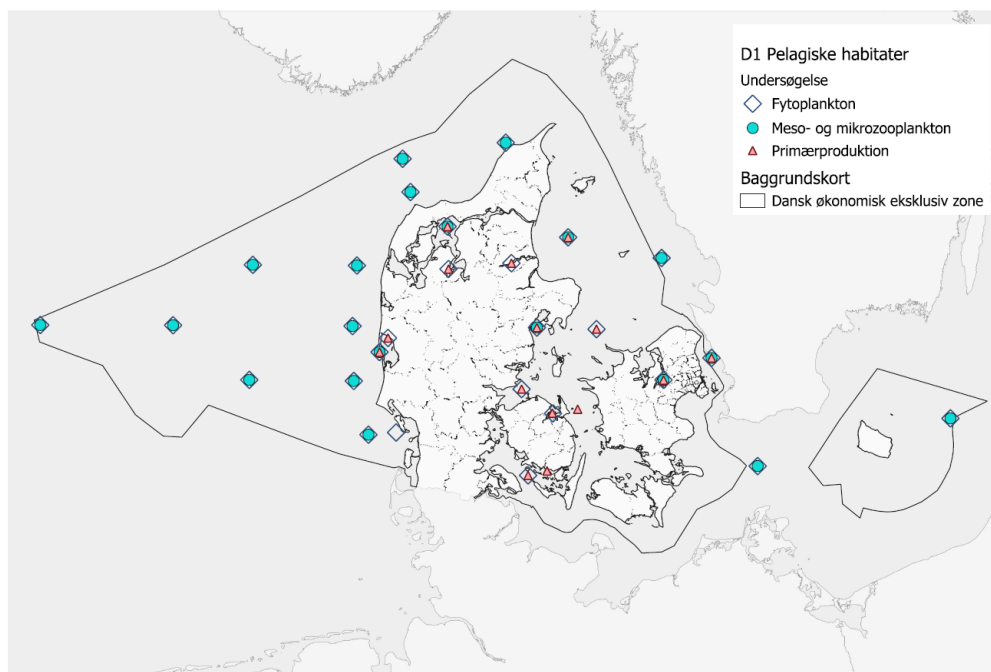 D1 Pelagiske habitater
Undersøgelse
Fytoplankton
Meso- og mikrozooplankton
Primærproduktion
Baggrundskort
Dansk økonomisk eksklusiv zone